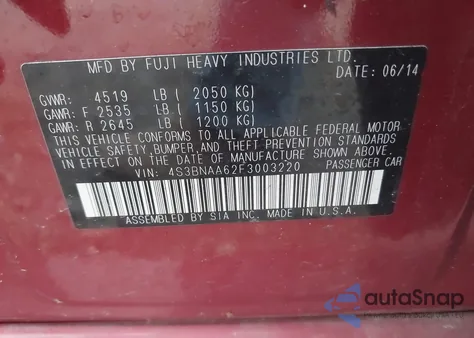 MFD BY FUJI HEAVY INDUSTRIES LTD.
DATE: 06/14
GVWR: 4519 LB ( 2050 KG)
GAWR: F 2535 LB ( 1150 KG)
GAWR: R 2645 LB ( 1200 KG)
THIS VEHICLE CONFORMS TO ALL APPLICABLE FEDERAL MOTOR
VEHICLE SAFETY, BUMPER, AND THEFT PREVENTION STANDARDS
IN EFFECT ON THE DATE OF MANUFACTURE SHOWN ABOVE.
VIN: 4S3BNAA62F3003220 PASSENGER CAR
ASSEMBLED BY SIA INC. MADE IN U.S.A.
autoSnap